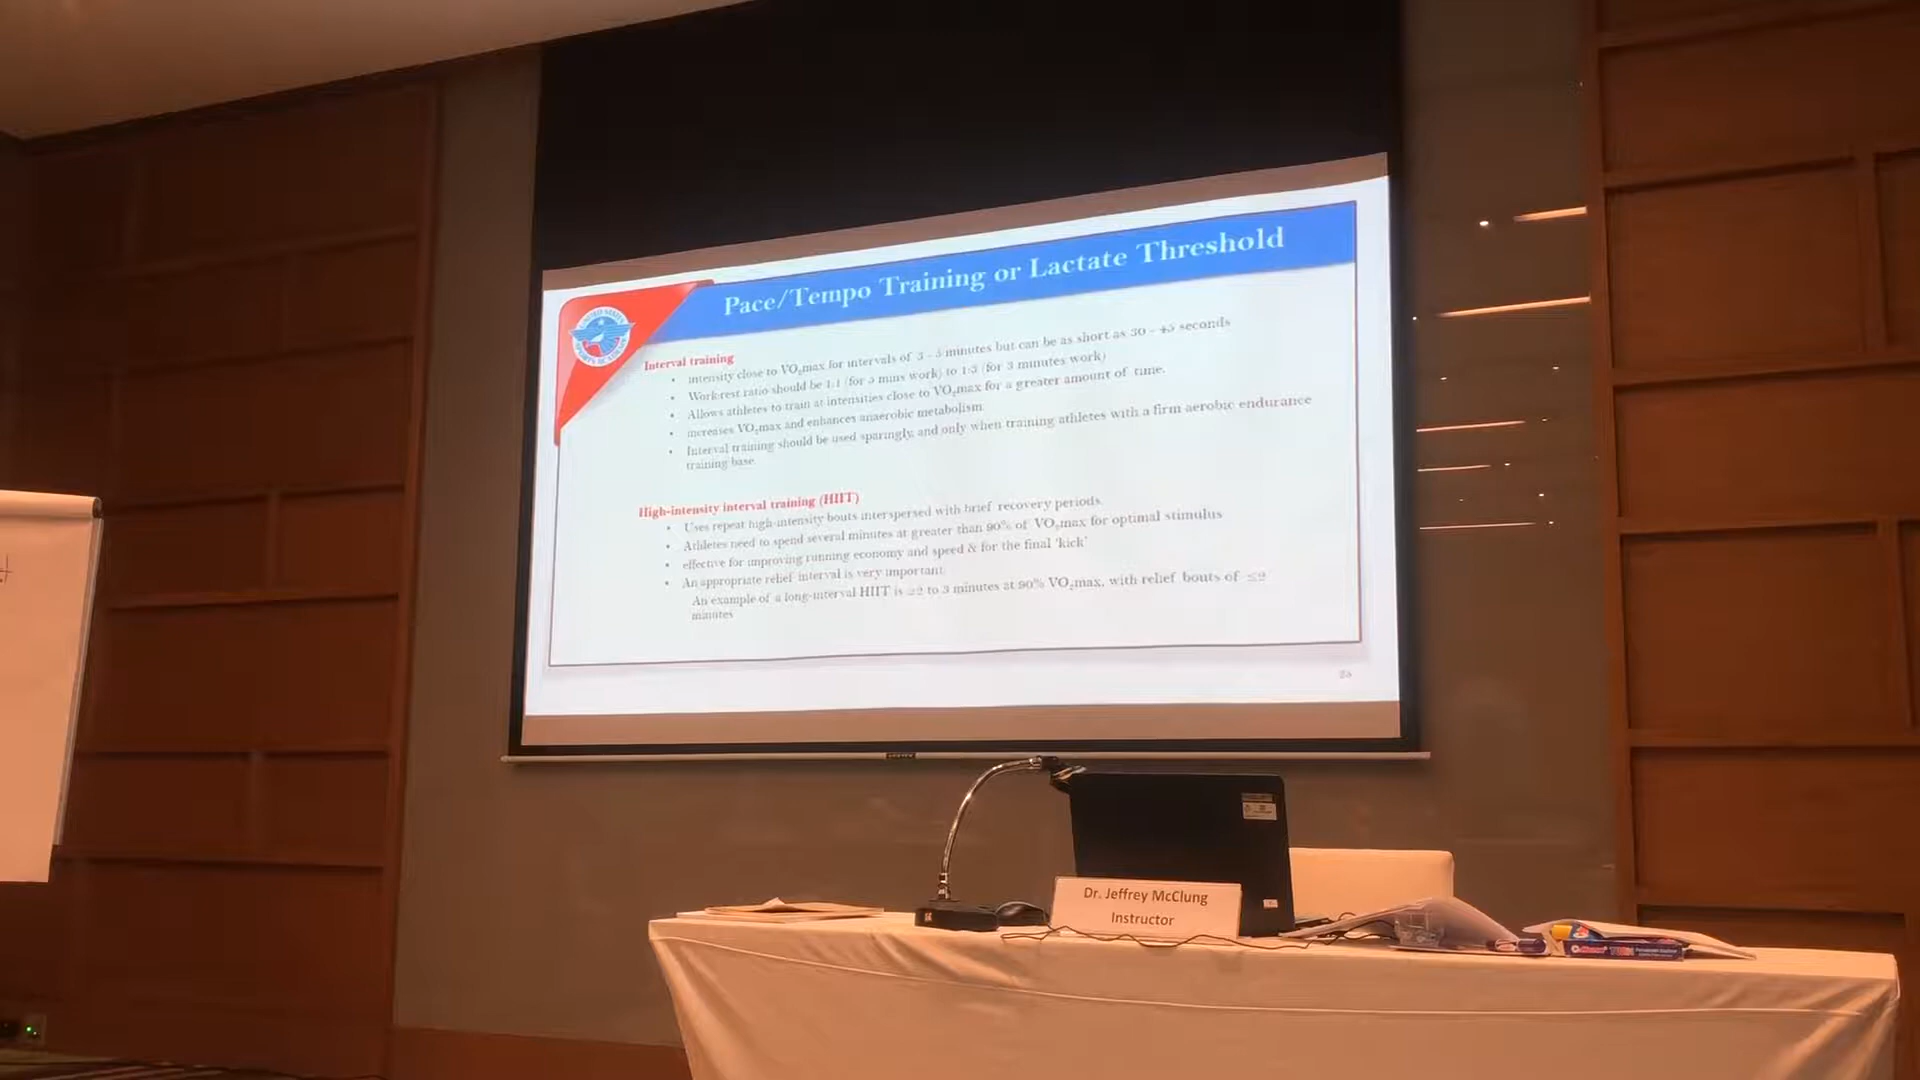 Pace/Tempo Training or Lactate Threshold
UNITED STATES
SPORTS ACADEMY
Interval training
• intensity close to VO₂max for intervals of 3 - 5 minutes but can be as short as 30 - 45 seconds
• Work:rest ratio should be 1:1 (for 5 mins work) to 1:3 (for 3 minutes work)
• Allows athletes to train at intensities close to VO₂max for a greater amount of time.
• increases VO₂max and enhances anaerobic metabolism
• Interval training should be used sparingly, and only when training athletes with a firm aerobic endurance
training base.
High-intensity interval training (HIIT)
• Uses repeat high-intensity bouts interspersed with brief recovery periods.
• Athletes need to spend several minutes at greater than 90% of VO₂max for optimal stimulus
• effective for improving running economy and speed & for the final 'kick'
• An appropriate relief interval is very important.
An example of a long-interval HIIT is ≥2 to 3 minutes at 90% VO₂max, with relief bouts of ≤2
minutes
Dr. Jeffrey McClung
Instructor